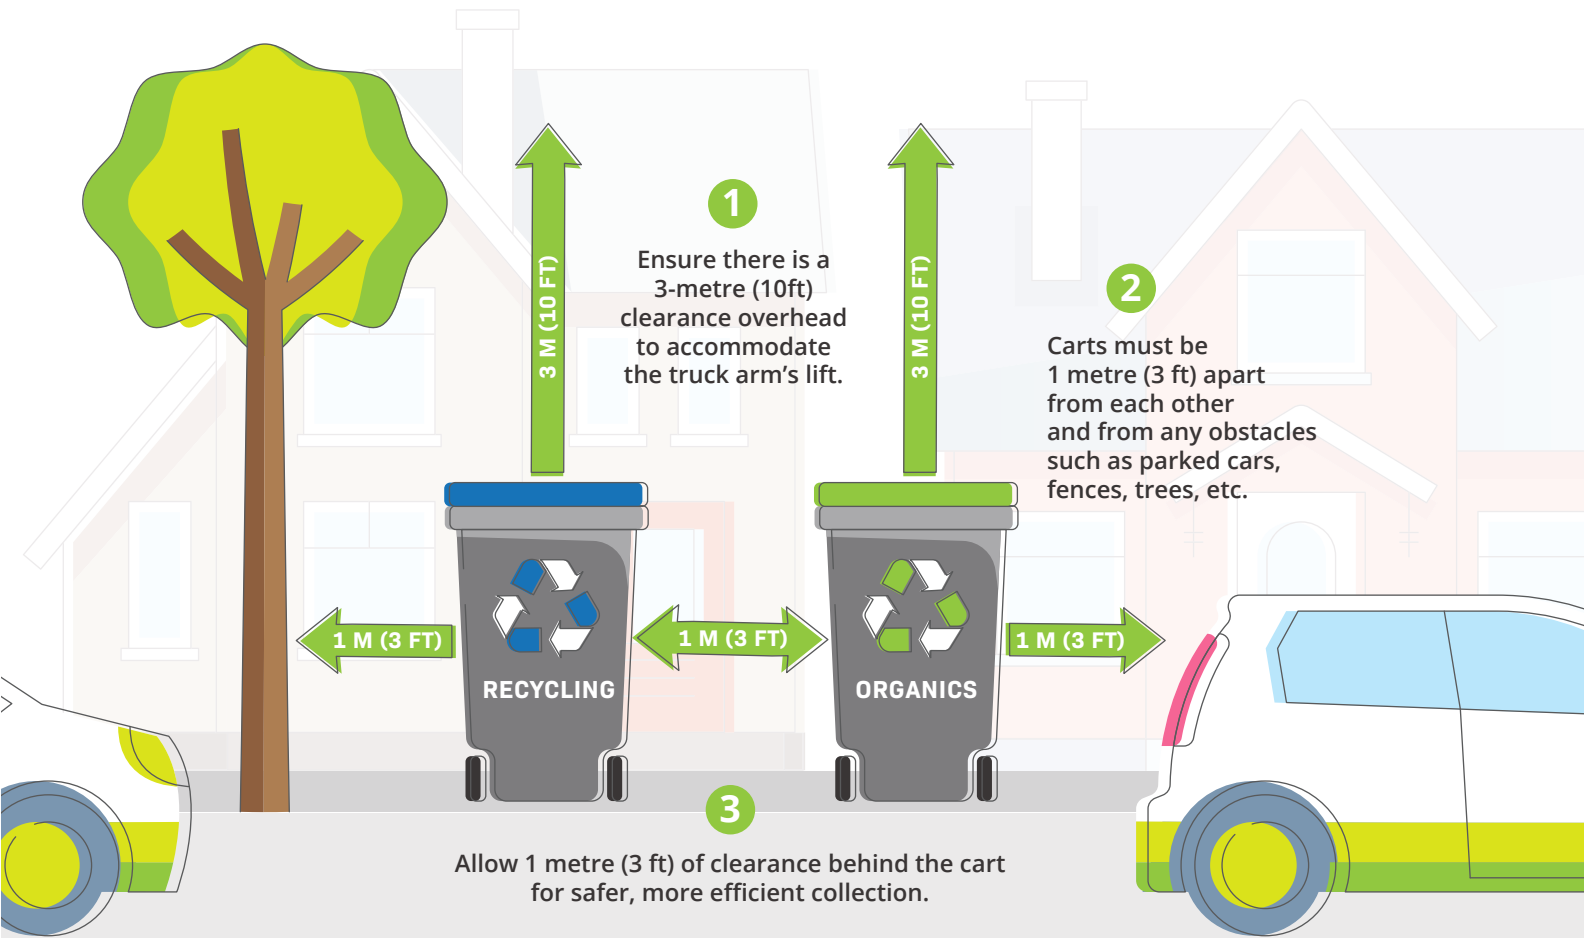 1
Ensure there is a
3-metre (10ft)
clearance overhead
to accommodate
the truck arm's lift.
3 M (10 FT)
3 M (10 FT)
2
Carts must be
1 metre (3 ft) apart
from each other
and from any obstacles
such as parked cars,
fences, trees, etc.
1 M (3 FT)
1 M (3 FT)
1 M (3 FT)
RECYCLING
ORGANICS
3
Allow 1 metre (3 ft) of clearance behind the cart
for safer, more efficient collection.